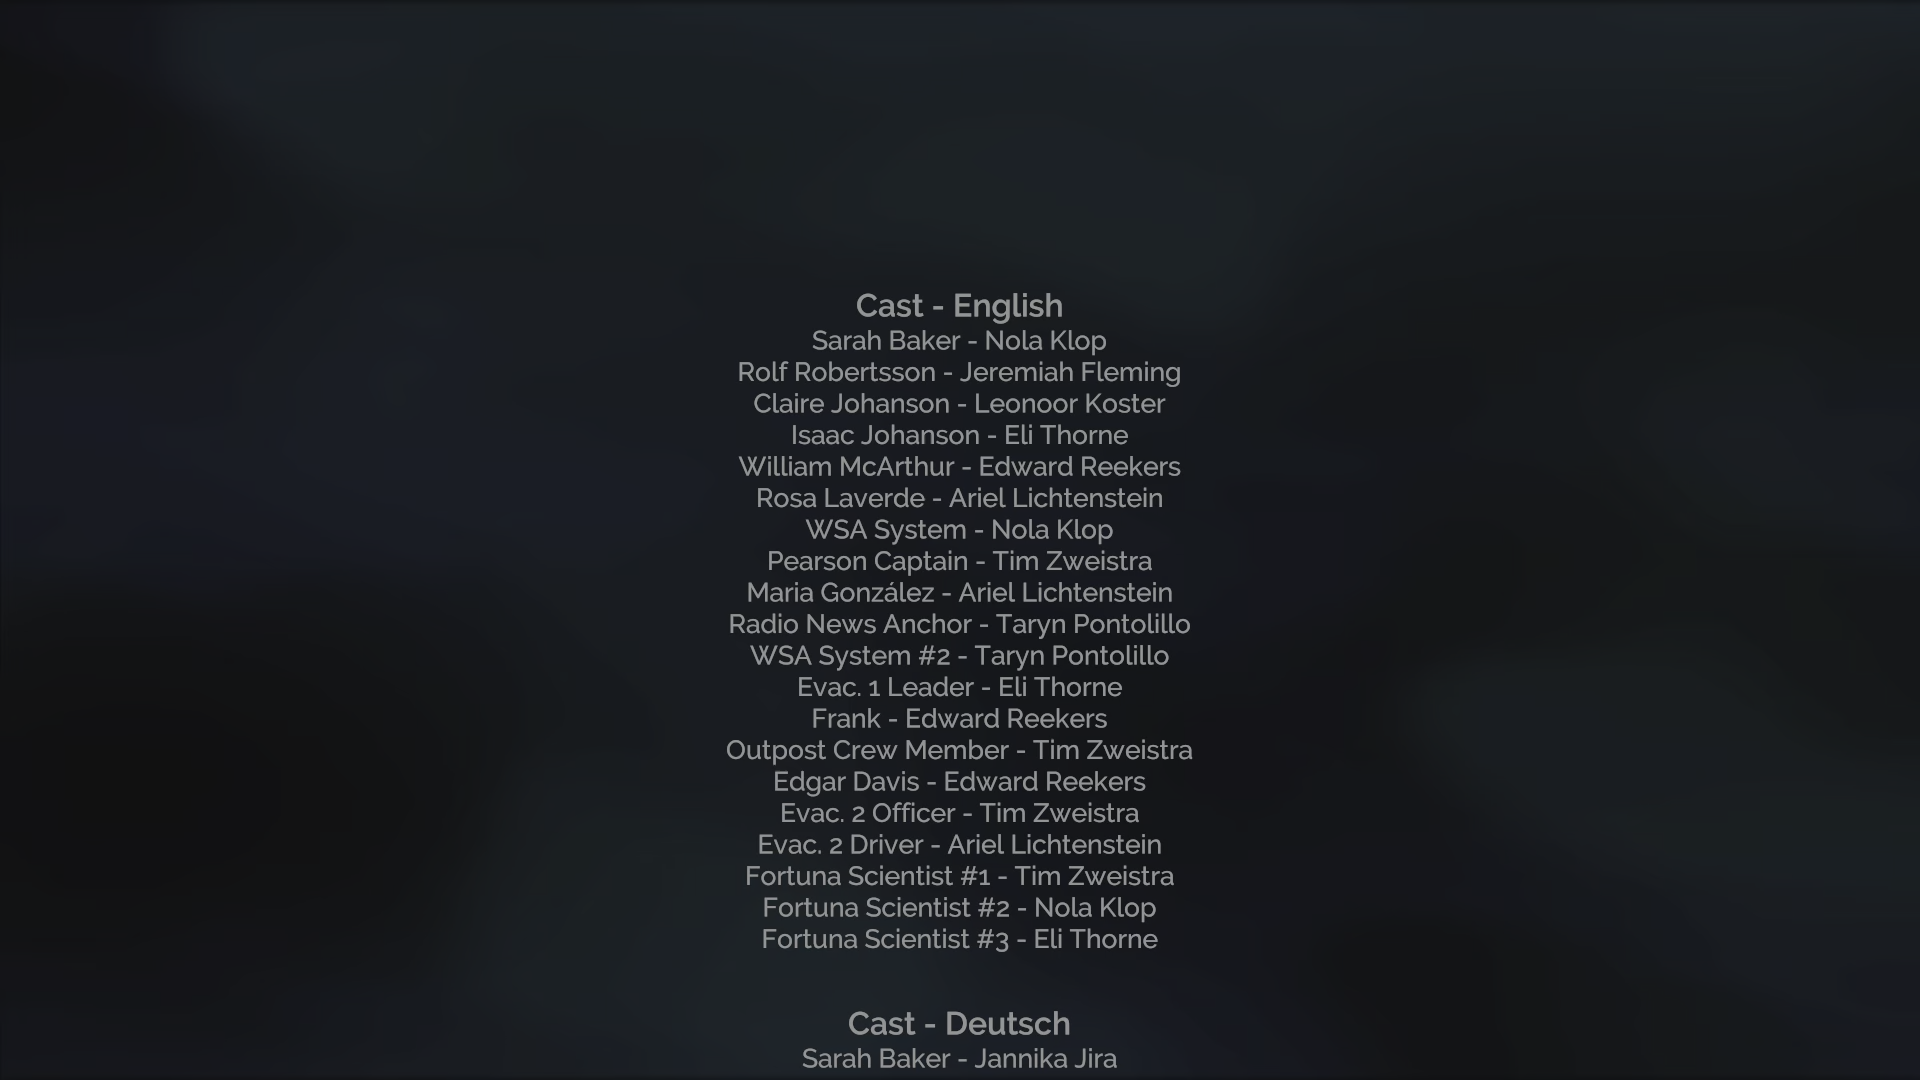 Cast - English
Sarah Baker - Nola Klop
Rolf Robertsson - Jeremiah Fleming
Claire Johanson - Leonoor Koster
Isaac Johanson - Eli Thorne
William McArthur - Edward Reekers
Rosa Laverde - Ariel Lichtenstein
WSA System - Nola Klop
Pearson Captain - Tim Zweistra
Maria González - Ariel Lichtenstein
Radio News Anchor - Taryn Pontolillo
WSA System #2 - Taryn Pontolillo
Evac. 1 Leader - Eli Thorne
Frank - Edward Reekers
Outpost Crew Member - Tim Zweistra
Edgar Davis - Edward Reekers
Evac. 2 Officer - Tim Zweistra
Evac. 2 Driver - Ariel Lichtenstein
Fortuna Scientist #1 - Tim Zweistra
Fortuna Scientist #2 - Nola Klop
Fortuna Scientist #3 - Eli Thorne
Cast - Deutsch
Sarah Baker - Jannika Jira